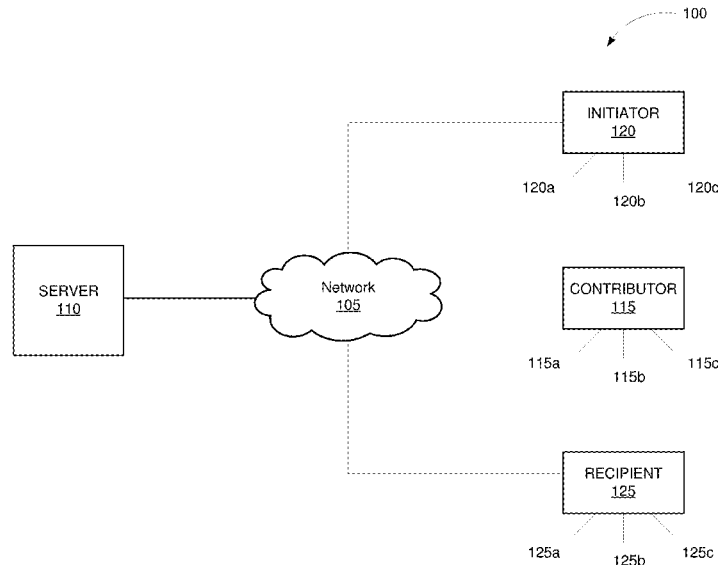 100
INITIATOR
120
120a
120b
120c
SERVER
110
Network
105
CONTRIBUTOR
115
115a
115b
115c
RECIPIENT
125
125a
125b
125c